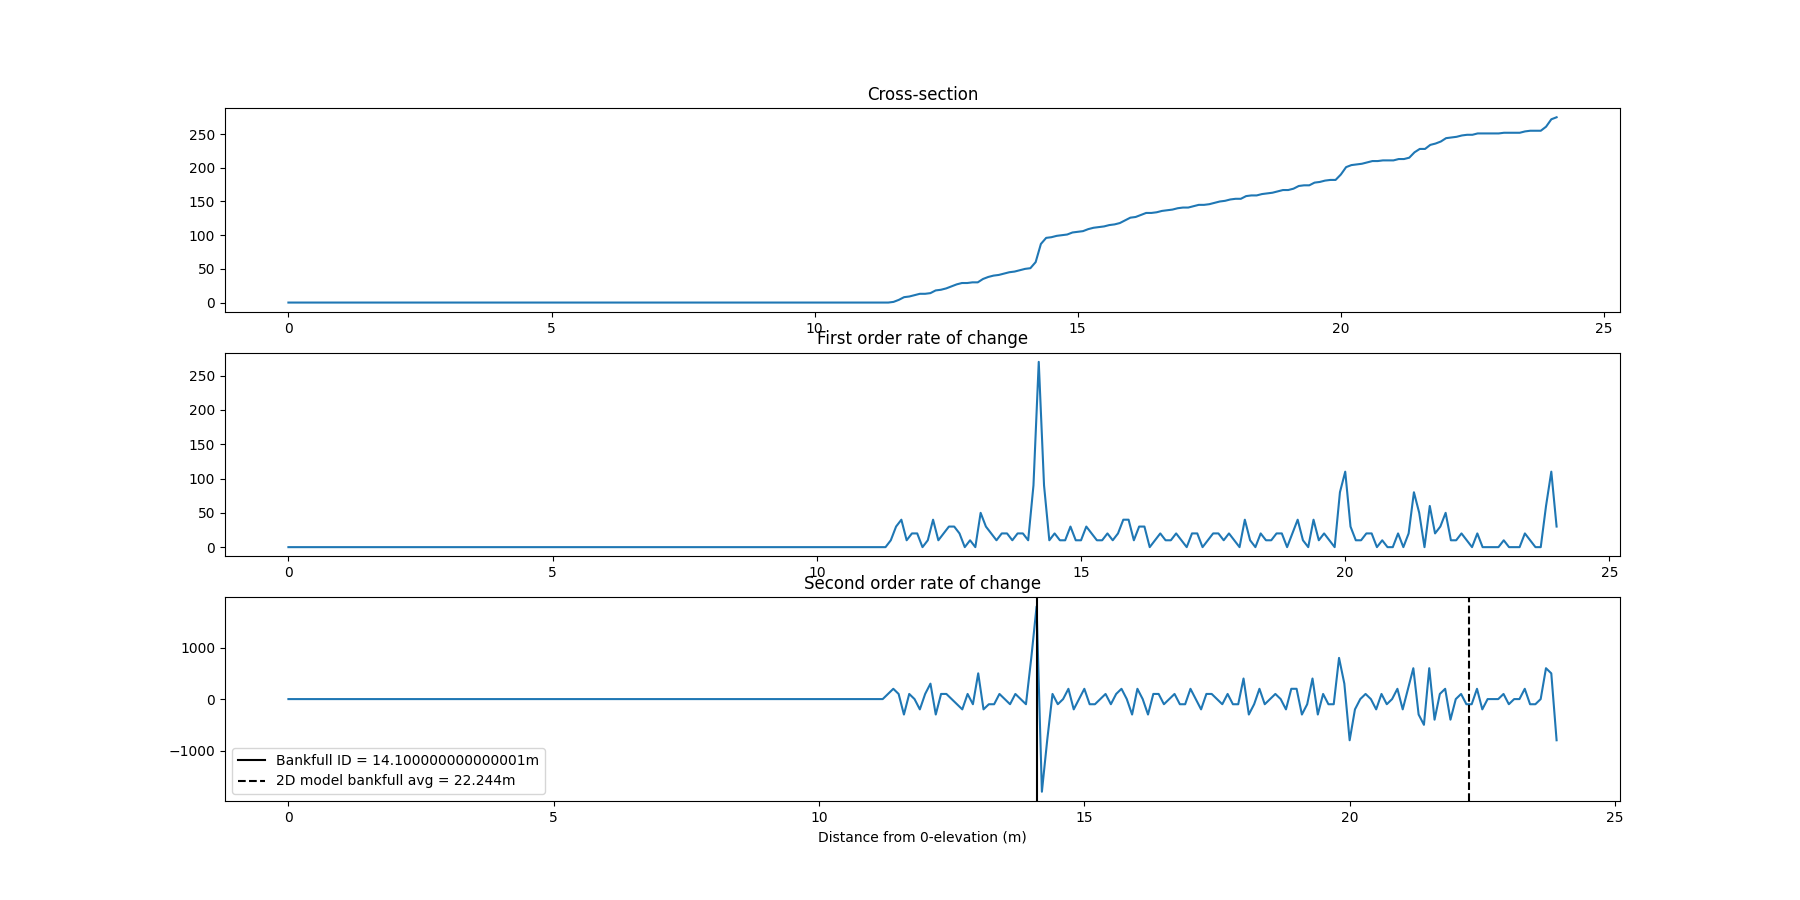 Cross-section
250
200
150
100
50
0
0 5 10 15 20 25
First order rate of change
250
200
150
100
50
0
0 5 10 15 20 25
Second order rate of change
1000
0
−1000
Bankfull ID = 14.100000000000001m
2D model bankfull avg = 22.244m
0 5 10 15 20 25
Distance from 0-elevation (m)